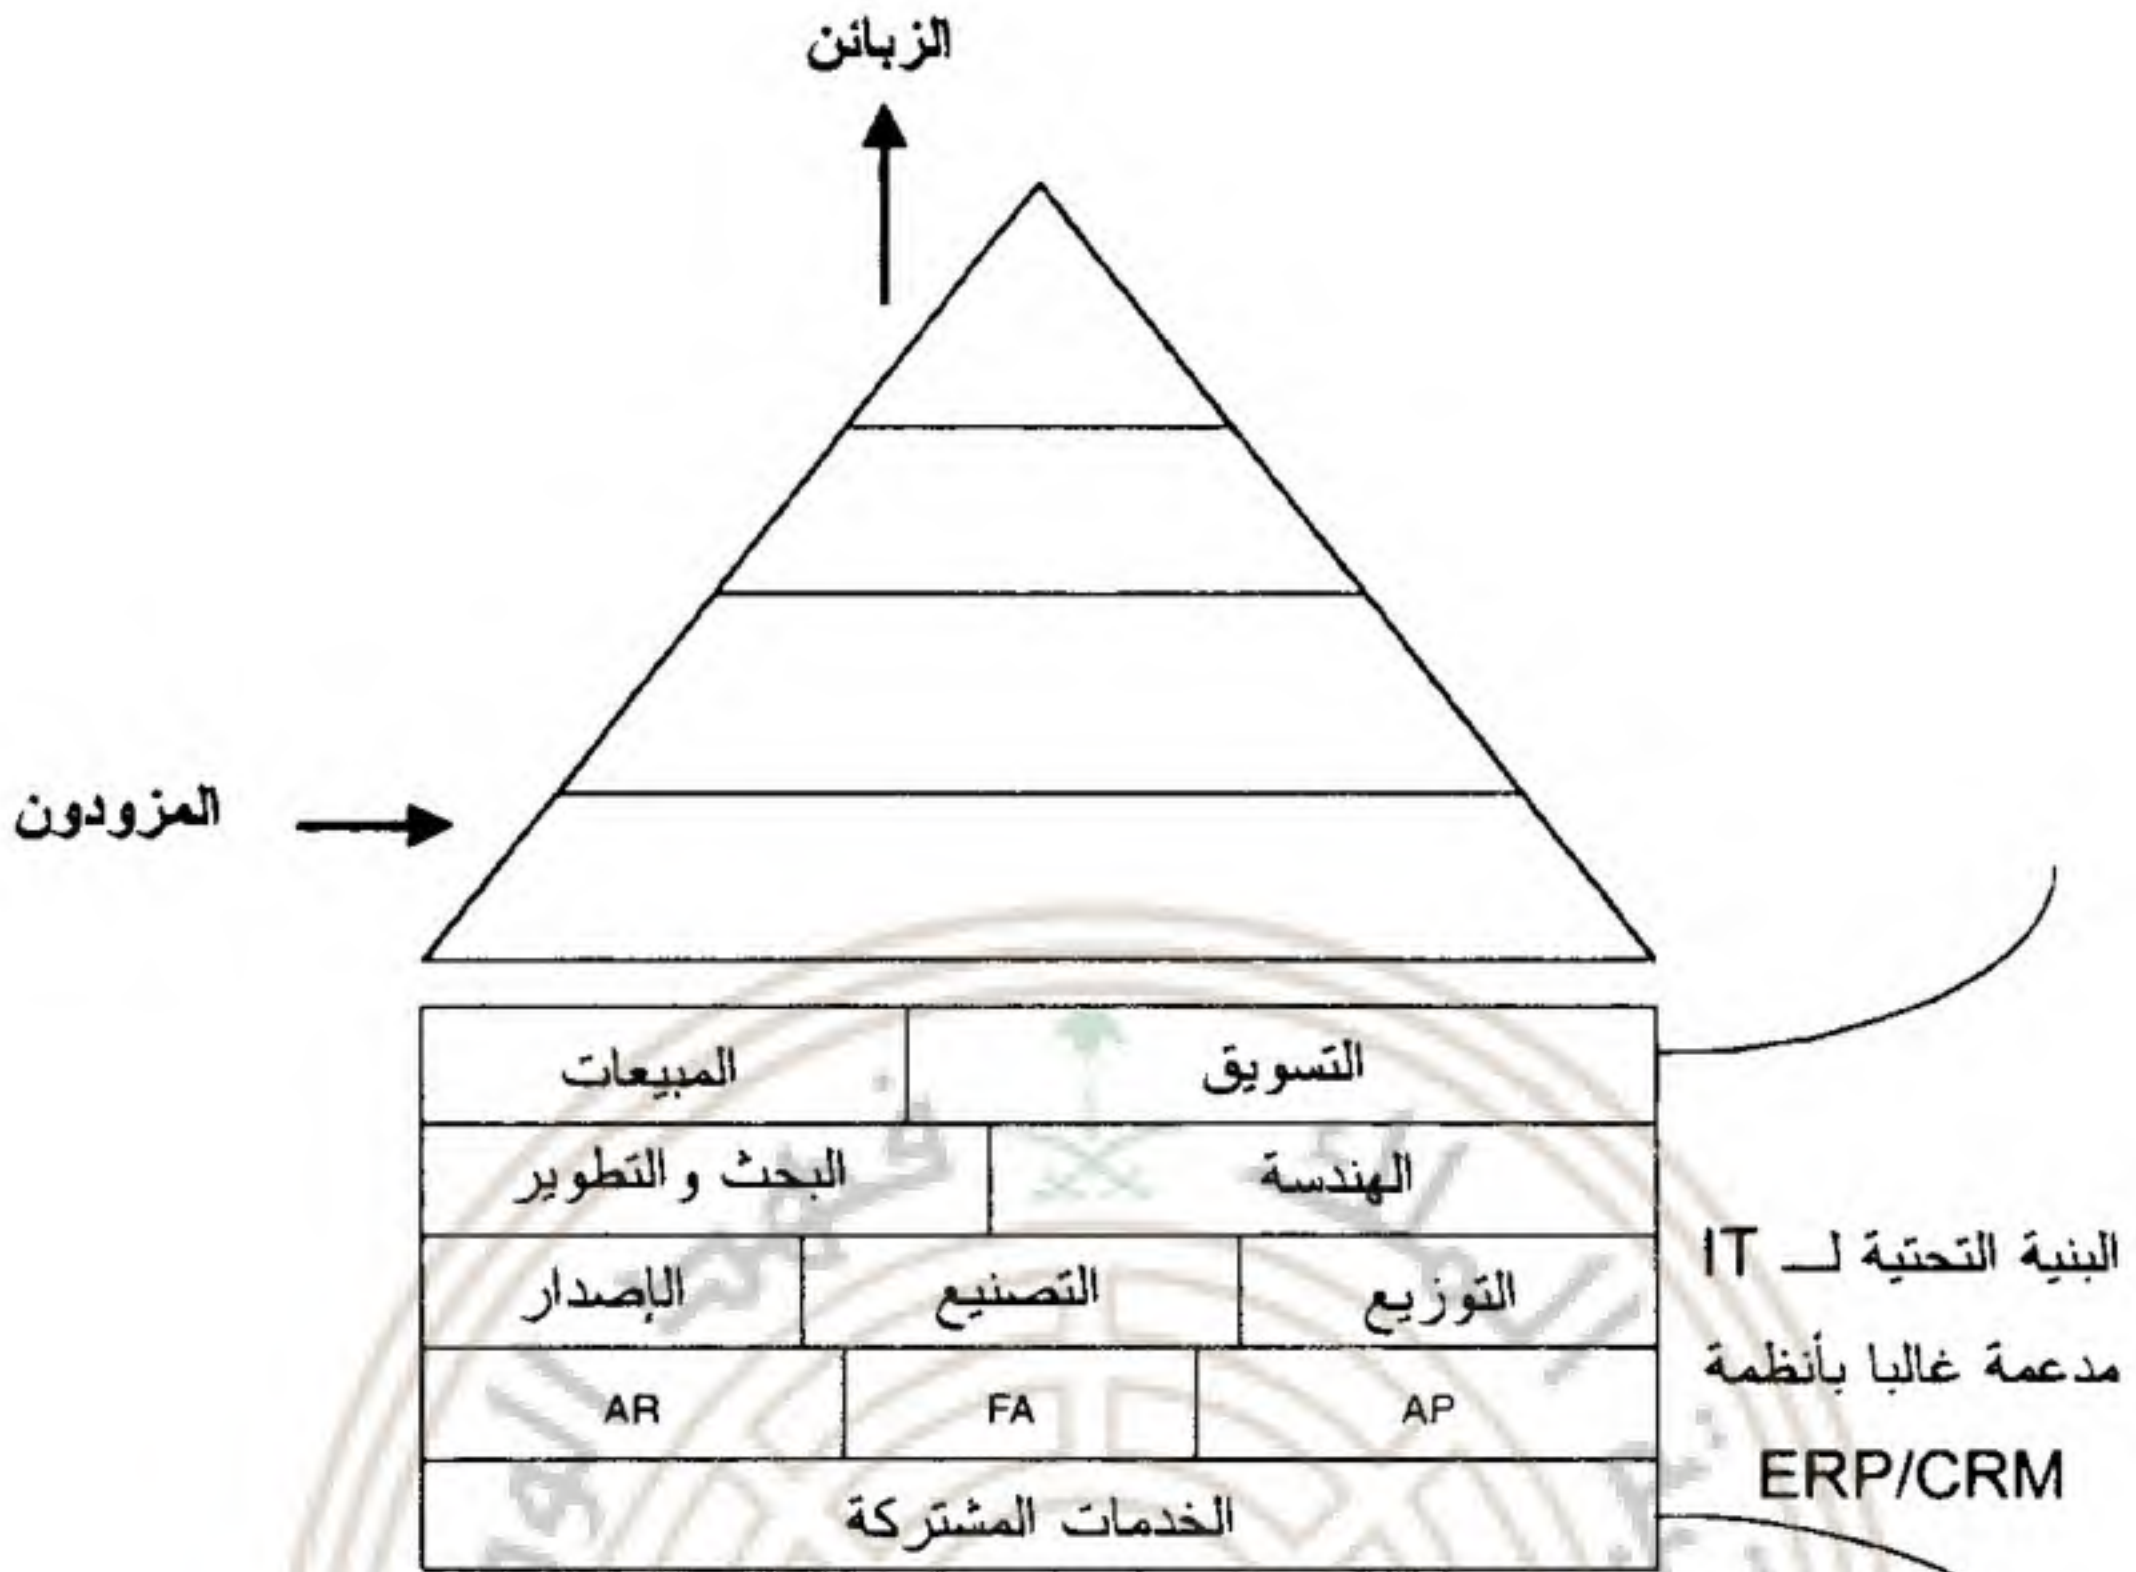 الزبائن
المزودون
التسويق
المبيعات
الهندسة
البحث والتطوير
التوزيع
التصنيع
الإصدار
AP
FA
AR
الخدمات المشتركة
البنية التحتية لـ IT
مدعمة غالبا بأنظمة
ERP/CRM